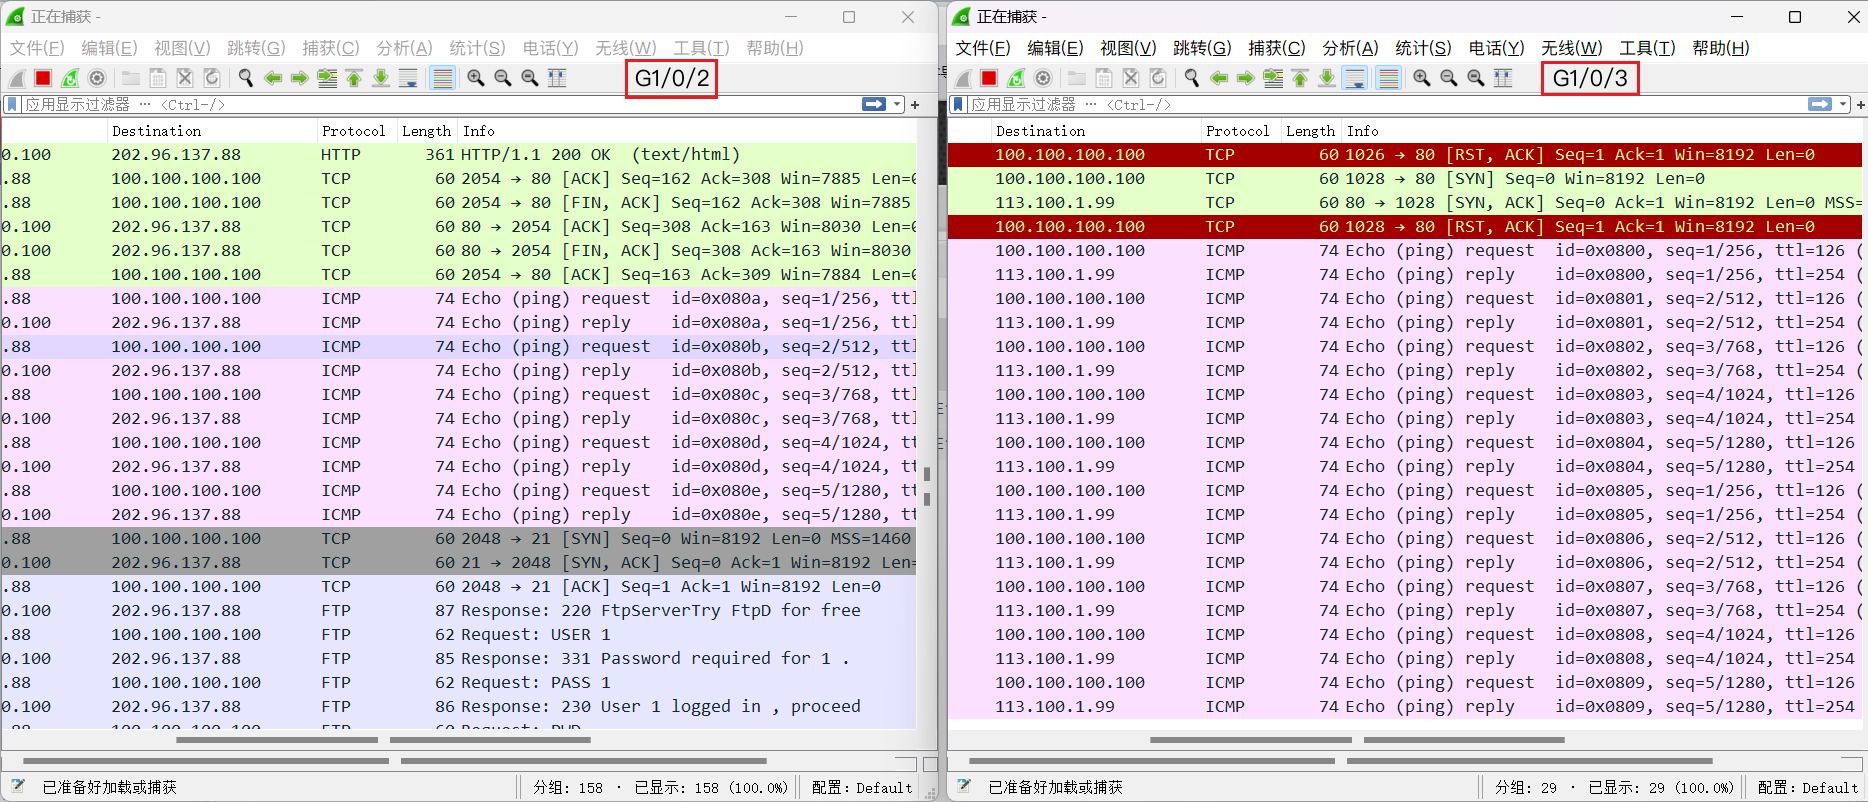 正在捕获 -
文件(F) 编辑(E) 视图(V) 跳转(G) 捕获(C) 分析(A) 统计(S) 电话(Y) 无线(W) 工具(T) 帮助(H)
G1/0/2
应用显示过滤器 … <Ctrl-/>
Destination Protocol Length Info
0.100 202.96.137.88 HTTP 361 HTTP/1.1 200 OK (text/html)
.88 100.100.100.100 TCP 60 2054 → 80 [ACK] Seq=162 Ack=308 Win=7885 Len=0
.88 100.100.100.100 TCP 60 2054 → 80 [FIN, ACK] Seq=162 Ack=308 Win=7885
0.100 202.96.137.88 TCP 60 80 → 2054 [ACK] Seq=308 Ack=163 Win=8030 Len=0
0.100 202.96.137.88 TCP 60 80 → 2054 [FIN, ACK] Seq=308 Ack=163 Win=8030
.88 100.100.100.100 TCP 60 2054 → 80 [ACK] Seq=163 Ack=309 Win=7884 Len=0
.88 100.100.100.100 ICMP 74 Echo (ping) request id=0x080a, seq=1/256, ttl
0.100 202.96.137.88 ICMP 74 Echo (ping) reply id=0x080a, seq=1/256, ttl
.88 100.100.100.100 ICMP 74 Echo (ping) request id=0x080b, seq=2/512, ttl
0.100 202.96.137.88 ICMP 74 Echo (ping) reply id=0x080b, seq=2/512, ttl
.88 100.100.100.100 ICMP 74 Echo (ping) request id=0x080c, seq=3/768, ttl
0.100 202.96.137.88 ICMP 74 Echo (ping) reply id=0x080c, seq=3/768, ttl
.88 100.100.100.100 ICMP 74 Echo (ping) request id=0x080d, seq=4/1024, tt
0.100 202.96.137.88 ICMP 74 Echo (ping) reply id=0x080d, seq=4/1024, tt
.88 100.100.100.100 ICMP 74 Echo (ping) request id=0x080e, seq=5/1280, tt
0.100 202.96.137.88 ICMP 74 Echo (ping) reply id=0x080e, seq=5/1280, tt
.88 100.100.100.100 TCP 60 2048 → 21 [SYN] Seq=0 Win=8192 Len=0 MSS=1460
0.100 202.96.137.88 TCP 60 21 → 2048 [SYN, ACK] Seq=0 Ack=1 Win=8192 Len=
.88 100.100.100.100 TCP 60 2048 → 21 [ACK] Seq=1 Ack=1 Win=8192 Len=0
0.100 202.96.137.88 FTP 87 Response: 220 FtpServerTry FtpD for free
.88 100.100.100.100 FTP 62 Request: USER 1
0.100 202.96.137.88 FTP 85 Response: 331 Password required for 1 .
.88 100.100.100.100 FTP 62 Request: PASS 1
0.100 202.96.137.88 FTP 86 Response: 230 User 1 logged in , proceed
已准备好加载或捕获 分组: 158 · 已显示: 158 (100.0%) 配置: Default
正在捕获 -
文件(F) 编辑(E) 视图(V) 跳转(G) 捕获(C) 分析(A) 统计(S) 电话(Y) 无线(W) 工具(T) 帮助(H)
G1/0/3
应用显示过滤器 … <Ctrl-/>
Destination Protocol Length Info
100.100.100.100 TCP 60 1026 → 80 [RST, ACK] Seq=1 Ack=1 Win=8192 Len=0
100.100.100.100 TCP 60 1028 → 80 [SYN] Seq=0 Win=8192 Len=0
113.100.1.99 TCP 60 80 → 1028 [SYN, ACK] Seq=0 Ack=1 Win=8192 Len=0 MSS=
100.100.100.100 TCP 60 1028 → 80 [RST, ACK] Seq=1 Ack=1 Win=8192 Len=0
100.100.100.100 ICMP 74 Echo (ping) request id=0x0800, seq=1/256, ttl=126 (
113.100.1.99 ICMP 74 Echo (ping) reply id=0x0800, seq=1/256, ttl=254 (
100.100.100.100 ICMP 74 Echo (ping) request id=0x0801, seq=2/512, ttl=126 (
113.100.1.99 ICMP 74 Echo (ping) reply id=0x0801, seq=2/512, ttl=254 (
100.100.100.100 ICMP 74 Echo (ping) request id=0x0802, seq=3/768, ttl=126 (
113.100.1.99 ICMP 74 Echo (ping) reply id=0x0802, seq=3/768, ttl=254 (
100.100.100.100 ICMP 74 Echo (ping) request id=0x0803, seq=4/1024, ttl=126
113.100.1.99 ICMP 74 Echo (ping) reply id=0x0803, seq=4/1024, ttl=254
100.100.100.100 ICMP 74 Echo (ping) request id=0x0804, seq=5/1280, ttl=126
113.100.1.99 ICMP 74 Echo (ping) reply id=0x0804, seq=5/1280, ttl=254
100.100.100.100 ICMP 74 Echo (ping) request id=0x0805, seq=1/256, ttl=126 (
113.100.1.99 ICMP 74 Echo (ping) reply id=0x0805, seq=1/256, ttl=254 (
100.100.100.100 ICMP 74 Echo (ping) request id=0x0806, seq=2/512, ttl=126 (
113.100.1.99 ICMP 74 Echo (ping) reply id=0x0806, seq=2/512, ttl=254 (
100.100.100.100 ICMP 74 Echo (ping) request id=0x0807, seq=3/768, ttl=126 (
113.100.1.99 ICMP 74 Echo (ping) reply id=0x0807, seq=3/768, ttl=254 (
100.100.100.100 ICMP 74 Echo (ping) request id=0x0808, seq=4/1024, ttl=126
113.100.1.99 ICMP 74 Echo (ping) reply id=0x0808, seq=4/1024, ttl=254
100.100.100.100 ICMP 74 Echo (ping) request id=0x0809, seq=5/1280, ttl=126
113.100.1.99 ICMP 74 Echo (ping) reply id=0x0809, seq=5/1280, ttl=254
已准备好加载或捕获 分组: 29 · 已显示: 29 (100.0%) 配置: Default